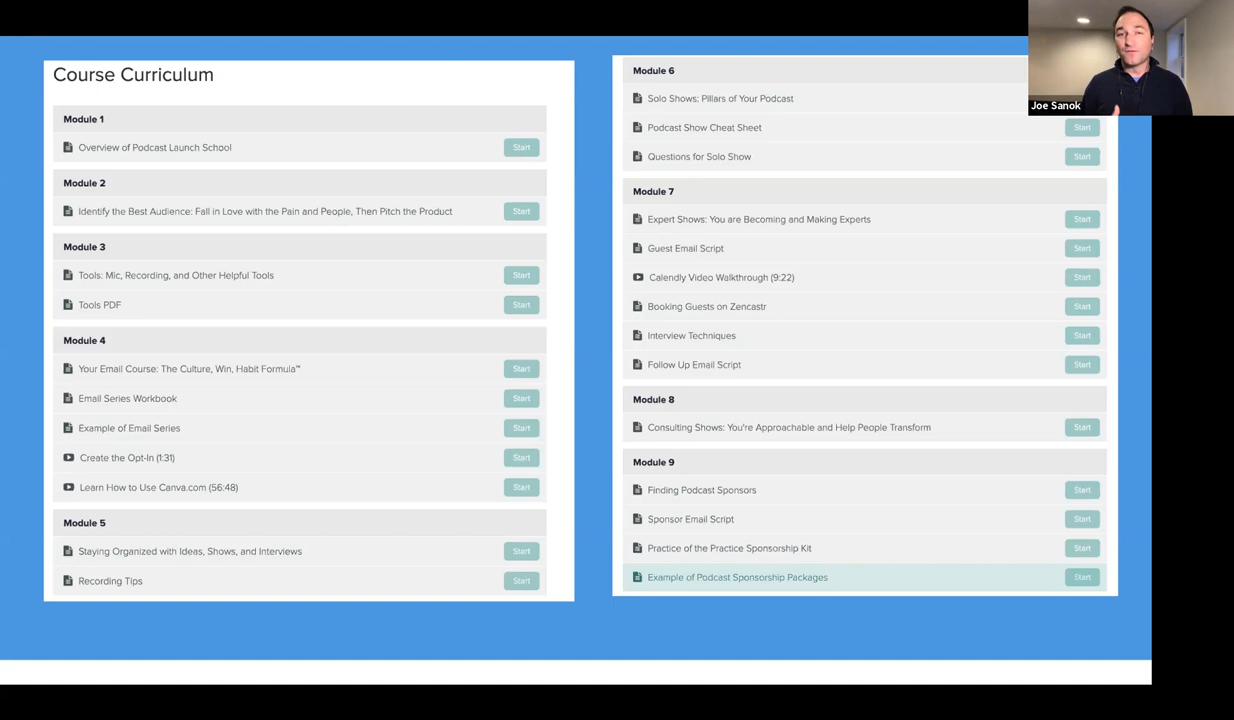 Course Curriculum
Module 1
Overview of Podcast Launch School
Start
Module 2
Identify the Best Audience: Fall in Love with the Pain and People, Then Pitch the Product
Start
Module 3
Tools: Mic, Recording, and Other Helpful Tools
Start
Tools PDF
Start
Module 4
Your Email Course: The Culture, Win, Habit Formula™
Start
Email Series Workbook
Start
Example of Email Series
Start
Create the Opt-In (1:31)
Start
Learn How to Use Canva.com (56:48)
Start
Module 5
Staying Organized with Ideas, Shows, and Interviews
Start
Recording Tips
Start
Module 6
Solo Shows: PIllars of Your Podcast
Podcast Show Cheat Sheet
Start
Questions for Solo Show
Start
Module 7
Expert Shows: You are Becoming and Making Experts
Start
Guest Email Script
Start
Calendly Video Walkthrough (9:22)
Start
Booking Guests on Zencastr
Start
Interview Techniques
Start
Follow Up Email Script
Start
Module 8
Consulting Shows: You're Approachable and Help People Transform
Start
Module 9
Finding Podcast Sponsors
Start
Sponsor Email Script
Start
Practice of the Practice Sponsorship Kit
Start
Example of Podcast Sponsorship Packages
Start
Joe Sanok